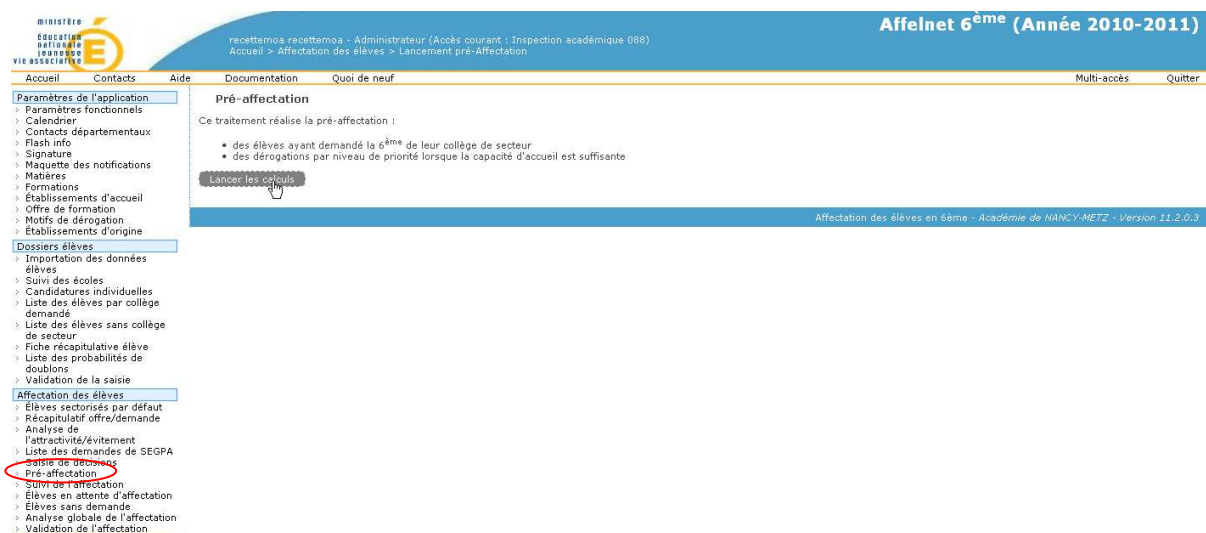 ministère
éducation
nationale
jeunesse
vie associative
É
Affelnet 6ème (Année 2010-2011)
recettemoa recettemoa - Administrateur (Accès courant : Inspection académique 088)
Accueil > Affectation des élèves > Lancement pré-Affectation
Accueil Contacts Aide Documentation Quoi de neuf Multi-accès Quitter
Paramètres de l'application
> Paramètres fonctionnels
> Calendrier
> Contacts départementaux
> Flash info
> Signature
> Maquette des notifications
> Matières
> Formations
> Établissements d'accueil
> Offre de formation
> Motifs de dérogation
> Établissements d'origine
Dossiers élèves
> Importation des données
élèves
> Suivi des écoles
> Candidatures individuelles
> Liste des élèves par collège
demandé
> Liste des élèves sans collège
de secteur
> Fiche récapitulative élève
> Liste des probabilités de
doublons
> Validation de la saisie
Affectation des élèves
> Élèves sectorisés par défaut
> Récapitulatif offre/demande
> Analyse de
l'attractivité/évitement
> Liste des demandes de SEGPA
> Saisie de décisions
> Pré-affectation
> Suivi de l'affectation
> Élèves en attente d'affectation
> Élèves sans demande
> Analyse globale de l'affectation
> Validation de l'affectation
Pré-affectation
Ce traitement réalise la pré-affectation :
• des élèves ayant demandé la 6ème de leur collège de secteur
• des dérogations par niveau de priorité lorsque la capacité d'accueil est suffisante
Lancer les calculs
Affectation des élèves en 6ème - Académie de NANCY-METZ - Version 11.2.0.3